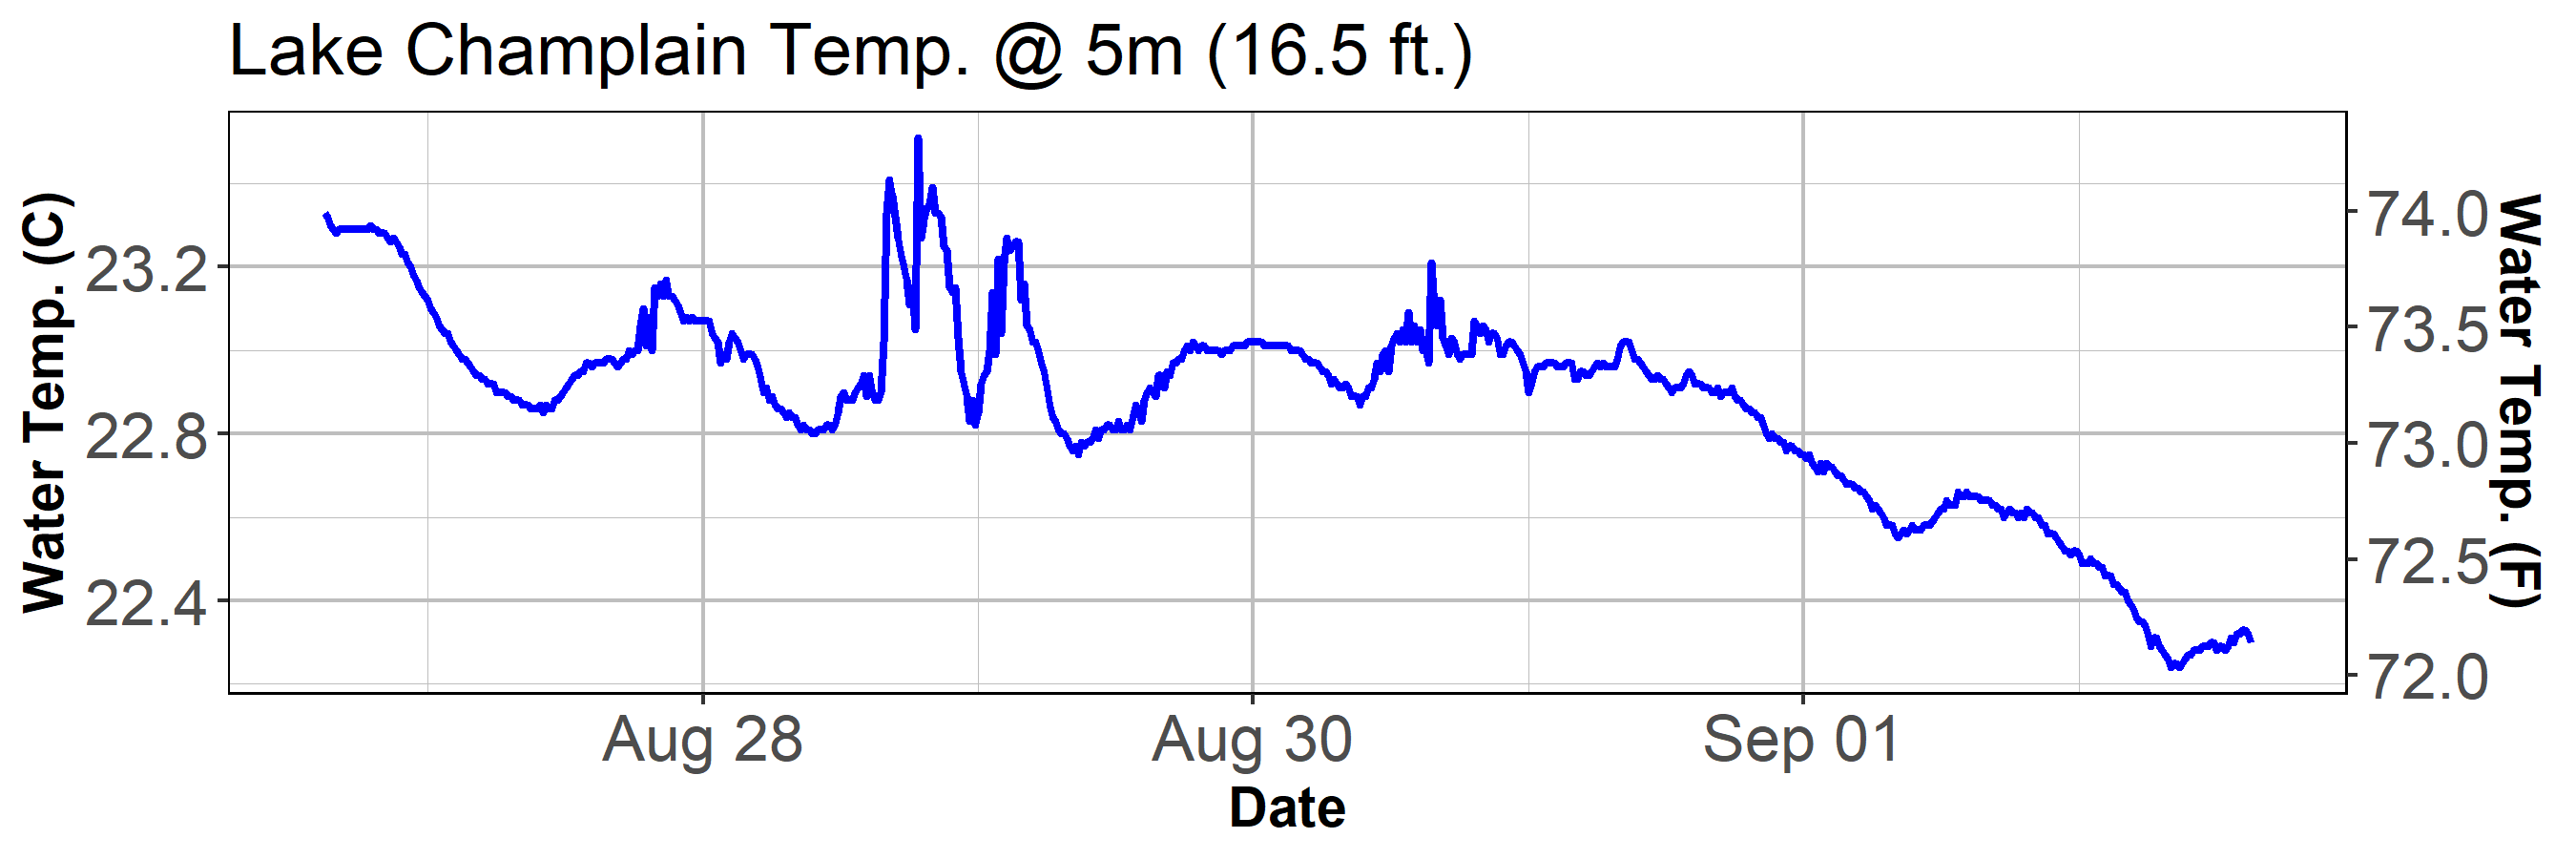 Lake Champlain Temp. @ 5m (16.5 ft.)
Water Temp. (C)
23.2
22.8
22.4
74.0
73.5
73.0
72.5
72.0
Water Temp. (F)
Aug 28
Aug 30
Sep 01
Date